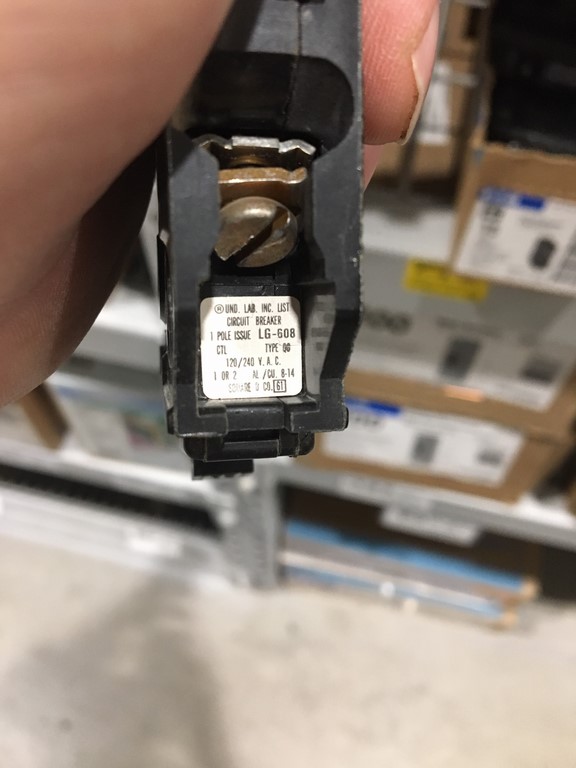 ® UND. LAB. INC. LIST
CIRCUIT BREAKER
1 POLE ISSUE LG-608
CTL TYPE QG
120/240 V. A. C.
1 OR 2 AL /CU. 8-14
SQUARE D CO. 61